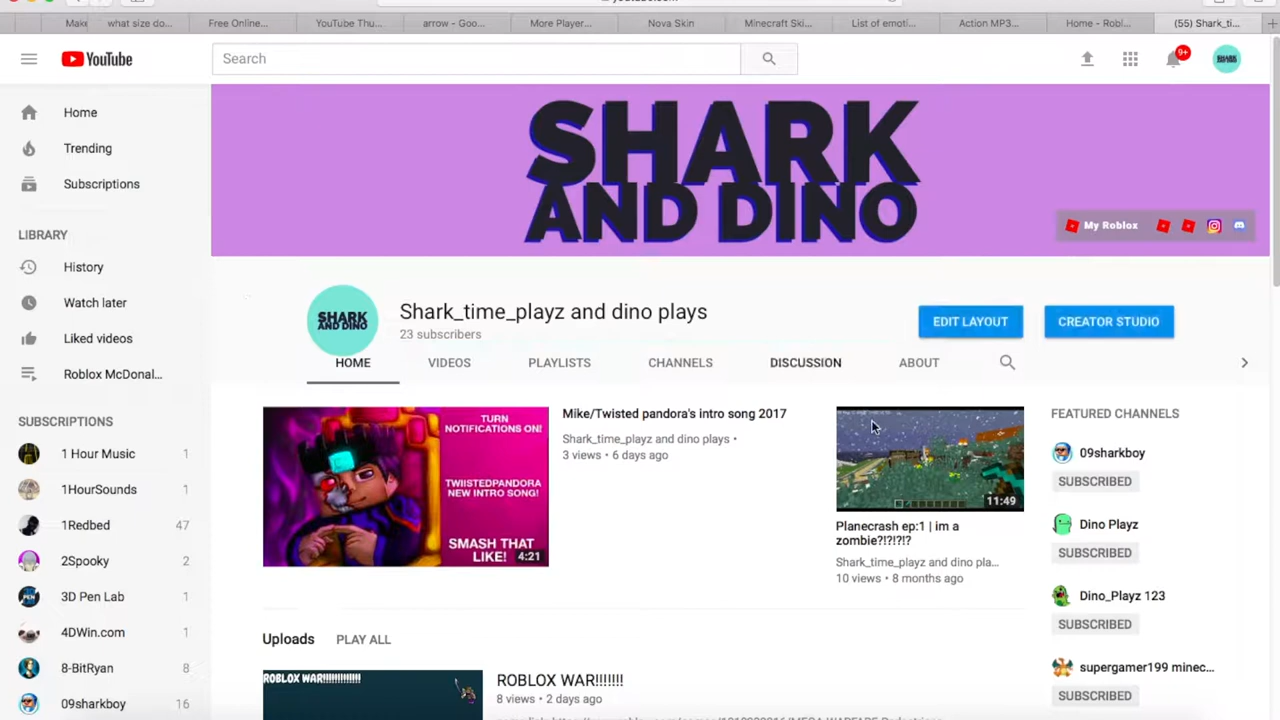 what size do...
Free Online...
YouTube Thu...
arrow - Goo...
More Player...
Nova Skin
Minecraft Ski...
List of emoti...
Action MP3...
Home - Robl...
(55) Shark_ti...
YouTube
Search
9+
SHARK AND DINO
Home
Trending
Subscriptions
LIBRARY
History
Watch later
Liked videos
Roblox McDonal...
SUBSCRIPTIONS
1 Hour Music 1
1HourSounds 1
1Redbed 47
2Spooky 2
3D Pen Lab 1
4DWin.com 1
8-BitRyan 8
09sharkboy 16
SHARK
AND DINO
My Roblox
SHARK
AND DINO
Shark_time_playz and dino plays
23 subscribers
EDIT LAYOUT
CREATOR STUDIO
HOME VIDEOS PLAYLISTS CHANNELS DISCUSSION ABOUT
TURN
NOTIFICATIONS ON!
TWIISTEDPANDORA
NEW INTRO SONG!
SMASH THAT
LIKE!
4:21
Mike/Twisted pandora's intro song 2017
Shark_time_playz and dino plays •
3 views • 6 days ago
11:49
Planecrash ep:1 | im a
zombie?!?!?!?
Shark_time_playz and dino pla...
10 views • 8 months ago
FEATURED CHANNELS
09sharkboy
SUBSCRIBED
Dino Playz
SUBSCRIBED
Dino_Playz 123
SUBSCRIBED
supergamer199 minec...
SUBSCRIBED
Uploads PLAY ALL
ROBLOX WAR!!!!!!!!!!!!!
ROBLOX WAR!!!!!!!
8 views • 2 days ago